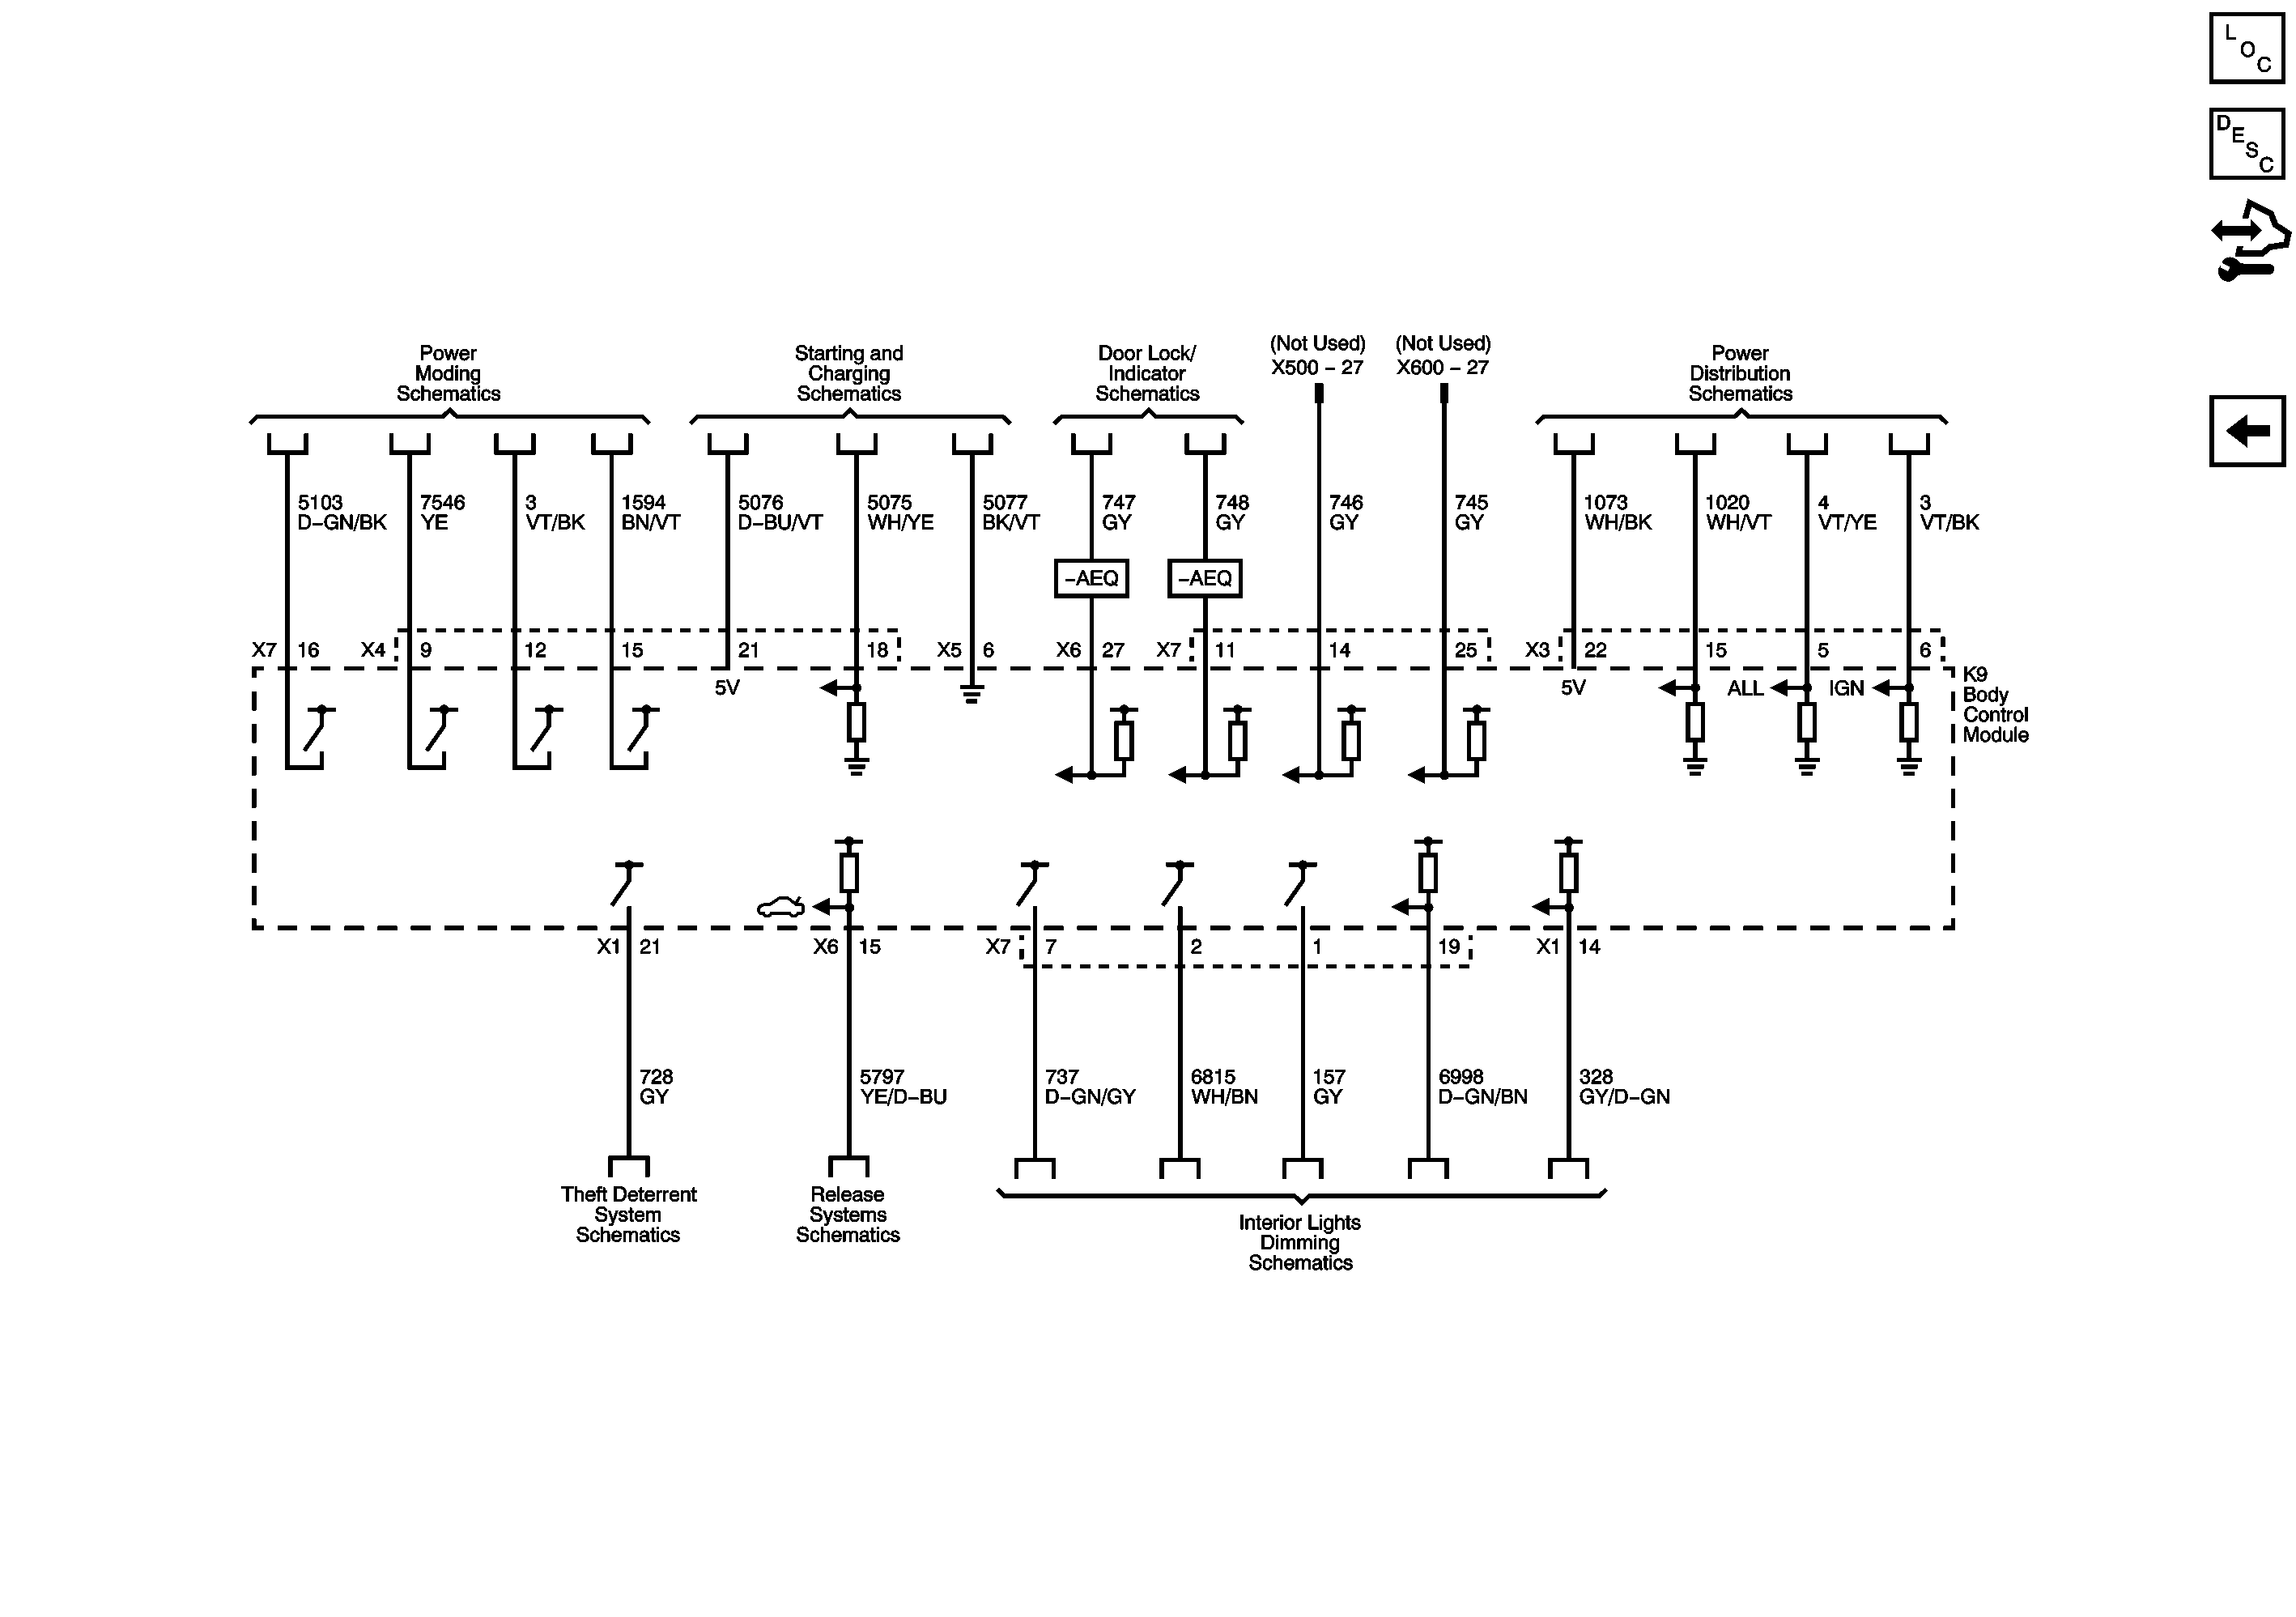 L
O
C
D
E
S
C
Power
Moding
Schematics
Starting and
Charging
Schematics
Door Lock/
Indicator
Schematics
(Not Used)
X500 – 27
(Not Used)
X600 – 27
Power
Distribution
Schematics
5103
D–GN/BK
7546
YE
3
VT/BK
1594
BN/VT
5076
D–BU/VT
5075
WH/YE
5077
BK/VT
747
GY
748
GY
746
GY
745
GY
1073
WH/BK
1020
WH/VT
4
VT/YE
3
VT/BK
–AEQ
–AEQ
X7 16
X4 9
12
15
21
18
X5 6
X6 27
X7 11
14
25
X3 22
15
5
6
5V
5V
ALL
IGN
K9
Body
Control
Module
X1 21
X6 15
X7 7
2
1
19
X1 14
728
GY
5797
YE/D–BU
737
D–GN/GY
6815
WH/BN
157
GY
6998
D–GN/BN
328
GY/D–GN
Theft Deterrent
System
Schematics
Release
Systems
Schematics
Interior Lights
Dimming
Schematics